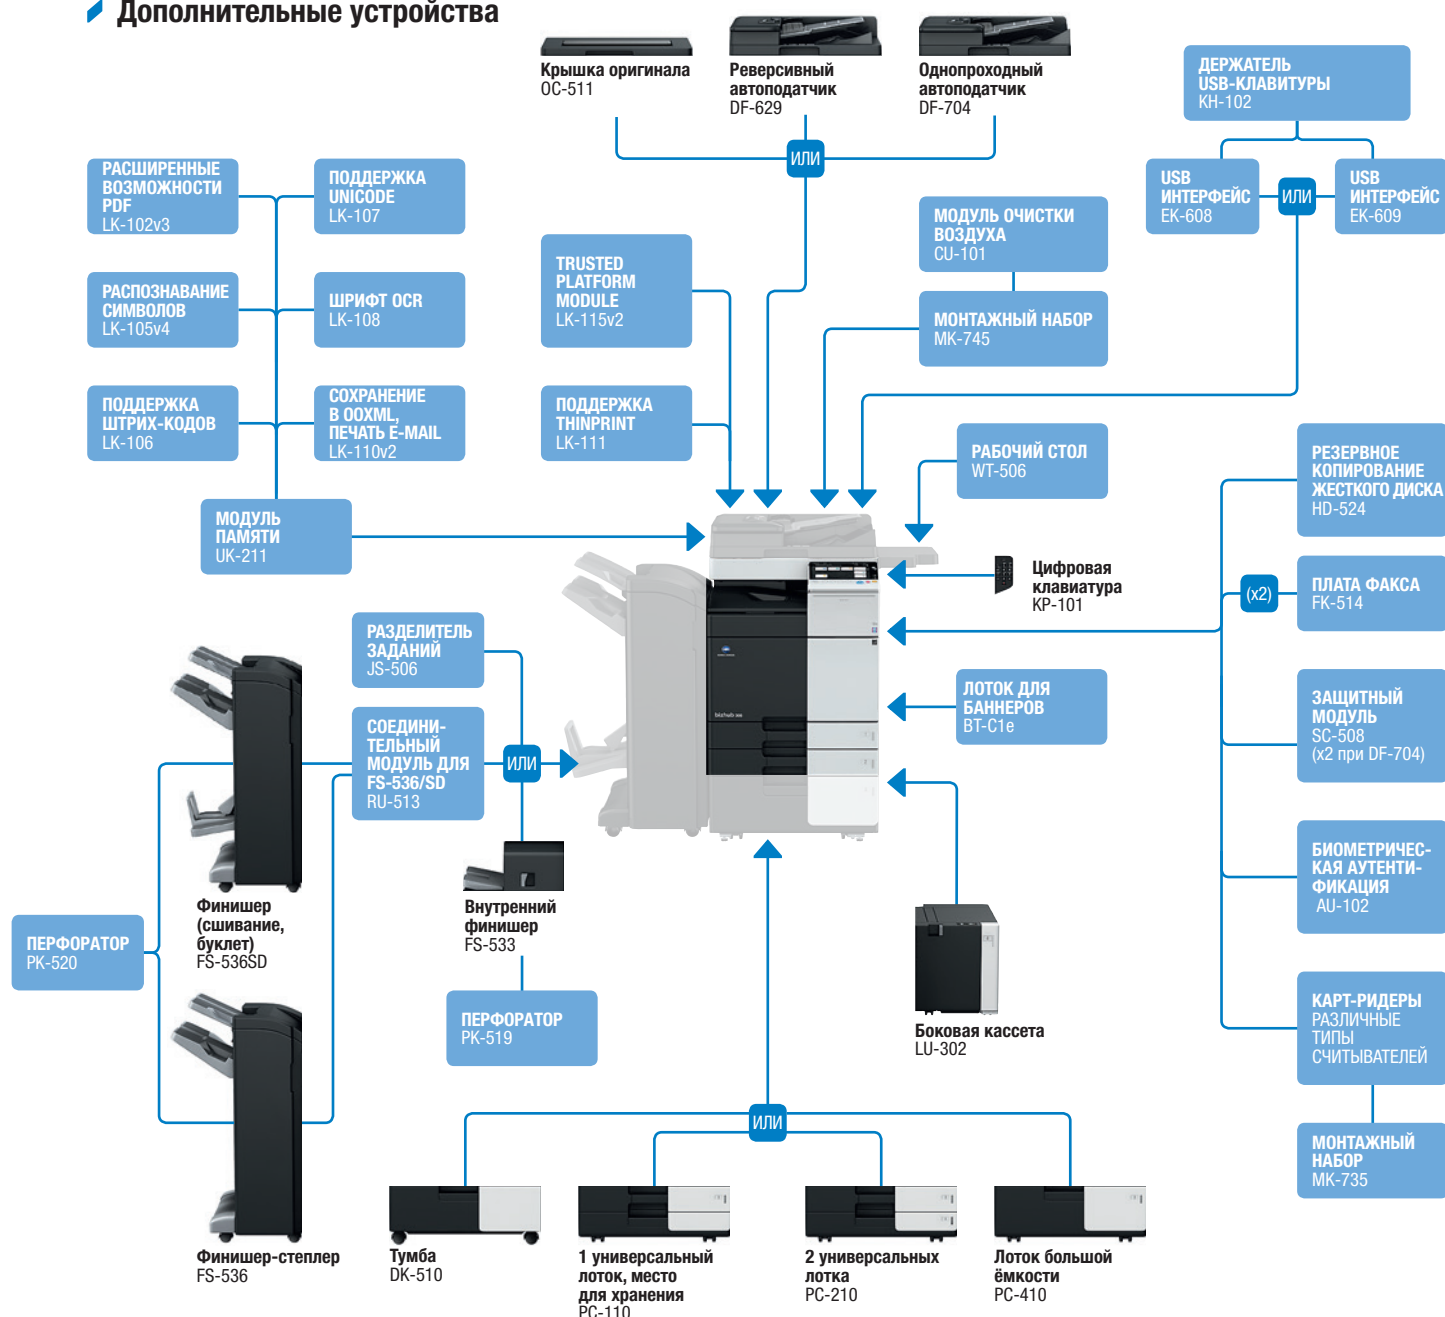 Дополнительные устройства
Крышка оригинала
OC-511
Реверсивный
автоподатчик
DF-629
Однопроходный
автоподатчик
DF-704
ИЛИ
ДЕРЖАТЕЛЬ
USB-КЛАВИТУРЫ
KH-102
USB
ИНТЕРФЕЙС
EK-608
ИЛИ
USB
ИНТЕРФЕЙС
EK-609
РАСШИРЕННЫЕ
ВОЗМОЖНОСТИ
PDF
LK-102v3
ПОДДЕРЖКА
UNICODE
LK-107
РАСПОЗНАВАНИЕ
СИМВОЛОВ
LK-105v4
ШРИФТ OCR
LK-108
ПОДДЕРЖКА
ШТРИХ-КОДОВ
LK-106
СОХРАНЕНИЕ
В OOXML,
ПЕЧАТЬ E-MAIL
LK-110v2
МОДУЛЬ
ПАМЯТИ
UK-211
TRUSTED
PLATFORM
MODULE
LK-115v2
ПОДДЕРЖКА
THINPRINT
LK-111
МОДУЛЬ ОЧИСТКИ
ВОЗДУХА
CU-101
МОНТАЖНЫЙ НАБОР
MK-745
РАБОЧИЙ СТОЛ
WT-506
Цифровая
клавиатура
KP-101
РЕЗЕРВНОЕ
КОПИРОВАНИЕ
ЖЕСТКОГО ДИСКА
HD-524
(x2)
ПЛАТА ФАКСА
FK-514
ЗАЩИТНЫЙ
МОДУЛЬ
SC-508
(x2 при DF-704)
БИОМЕТРИЧЕС-
КАЯ АУТЕНТИ-
ФИКАЦИЯ
AU-102
КАРТ-РИДЕРЫ
РАЗЛИЧНЫЕ
ТИПЫ
СЧИТЫВАТЕЛЕЙ
МОНТАЖНЫЙ
НАБОР
MK-735
ЛОТОК ДЛЯ
БАННЕРОВ
BT-C1e
Боковая кассета
LU-302
РАЗДЕЛИТЕЛЬ
ЗАДАНИЙ
JS-506
СОЕДИНИ-
ТЕЛЬНЫЙ
МОДУЛЬ ДЛЯ
FS-536/SD
RU-513
ИЛИ
bizhub
Внутренний
финишер
FS-533
ПЕРФОРАТОР
PK-519
Финишер
(сшивание,
буклет)
FS-536SD
ПЕРФОРАТОР
PK-520
Финишер-степлер
FS-536
ИЛИ
Тумба
DK-510
1 универсальный
лоток, место
для хранения
PC-110
2 универсальных
лотка
PC-210
Лоток большой
ёмкости
PC-410